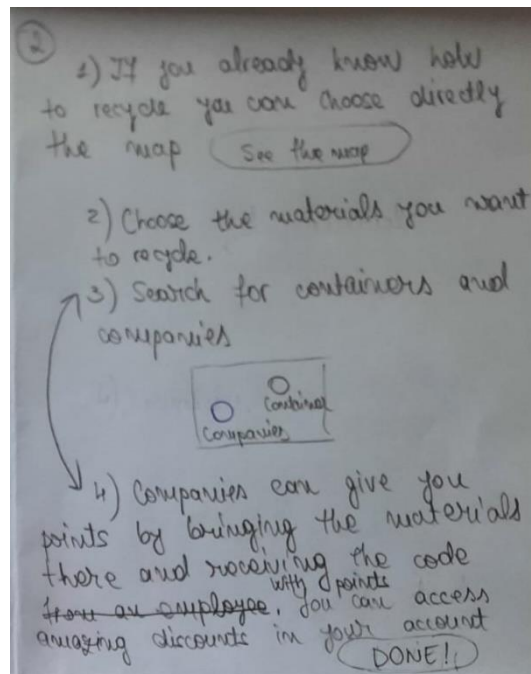 2
1) If you already know how
to recycle you can choose directly
the map See the map
2) Choose the materials you want
to recycle.
3) Search for containers and
companies
Container
Companies
4) Companies can give you
points by bringing the materials
there and receiving the code
with points
from an employee, You can access
amazing discounts in your account
DONE!